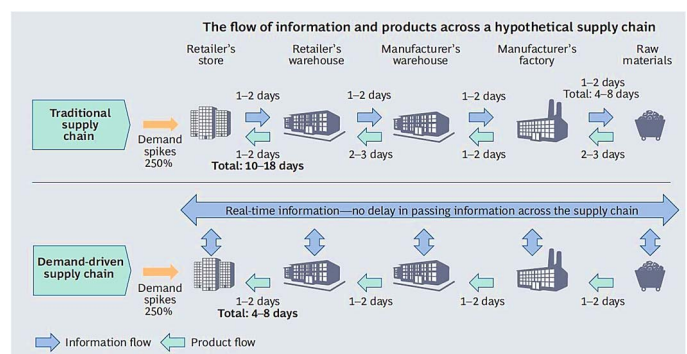 The flow of information and products across a hypothetical supply chain
Retailer's
store
Retailer's
warehouse
Manufacturer's
warehouse
Manufacturer's
factory
Raw
materials
Traditional
supply
chain
Demand
spikes
250%
1–2 days
1–2 days
1–2 days
1–2 days
Total: 4–8 days
1–2 days
Total: 10–18 days
2–3 days
1–2 days
2–3 days
Real-time information—no delay in passing information across the supply chain
Demand-driven
supply chain
Demand
spikes
250%
1–2 days
Total: 4–8 days
1–2 days
1–2 days
1–2 days
Information flow
Product flow